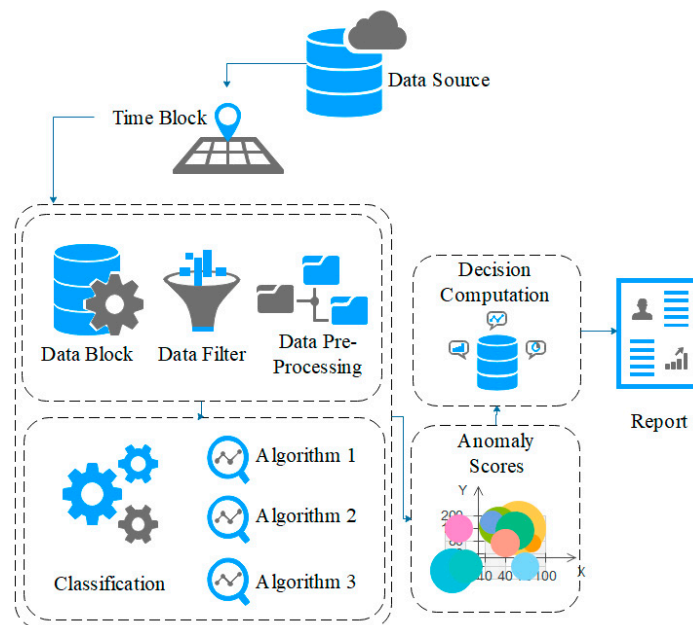 Data Source
Time Block
Data Block
Data Filter
Data Pre-
Processing
Classification
Algorithm 1
Algorithm 2
Algorithm 3
Decision
Computation
Anomaly
Scores
Y
200
X
40
100
Report